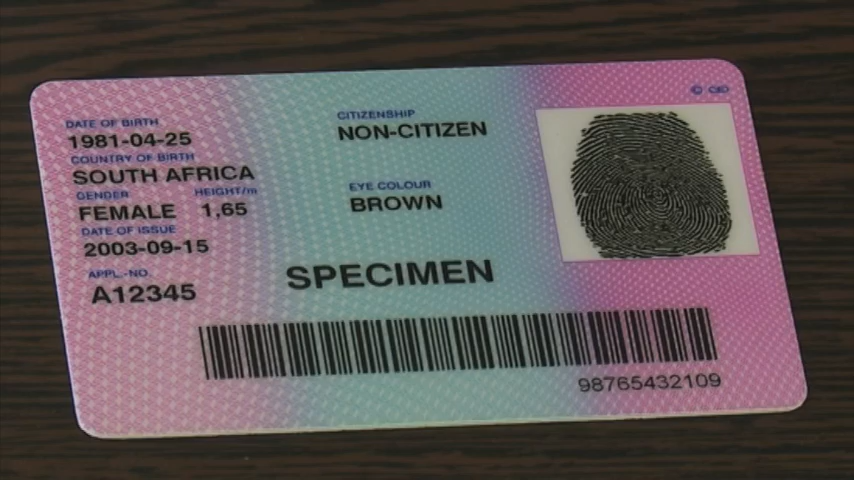 © CID
DATE OF BIRTH
1981-04-25
COUNTRY OF BIRTH
SOUTH AFRICA
GENDER HEIGHT/m
FEMALE 1,65
DATE OF ISSUE
2003-09-15
APPL.-NO.
A12345
CITIZENSHIP
NON-CITIZEN
EYE COLOUR
BROWN
SPECIMEN
98765432109